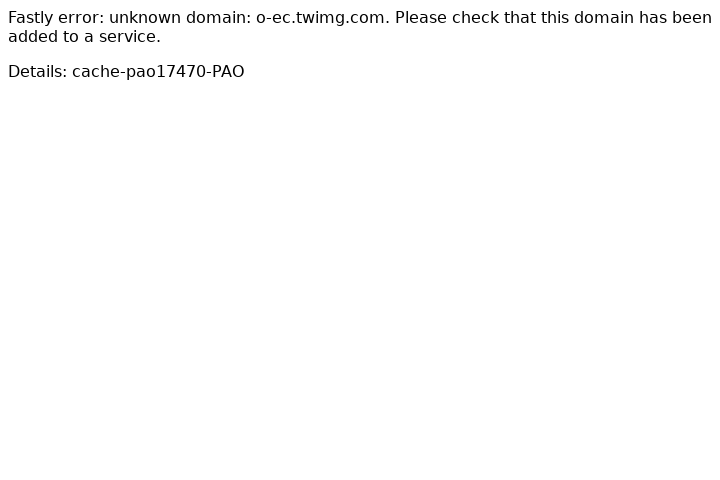 Fastly error: unknown domain: o-ec.twimg.com. Please check that this domain has been
added to a service.
Details: cache-pao17470-PAO